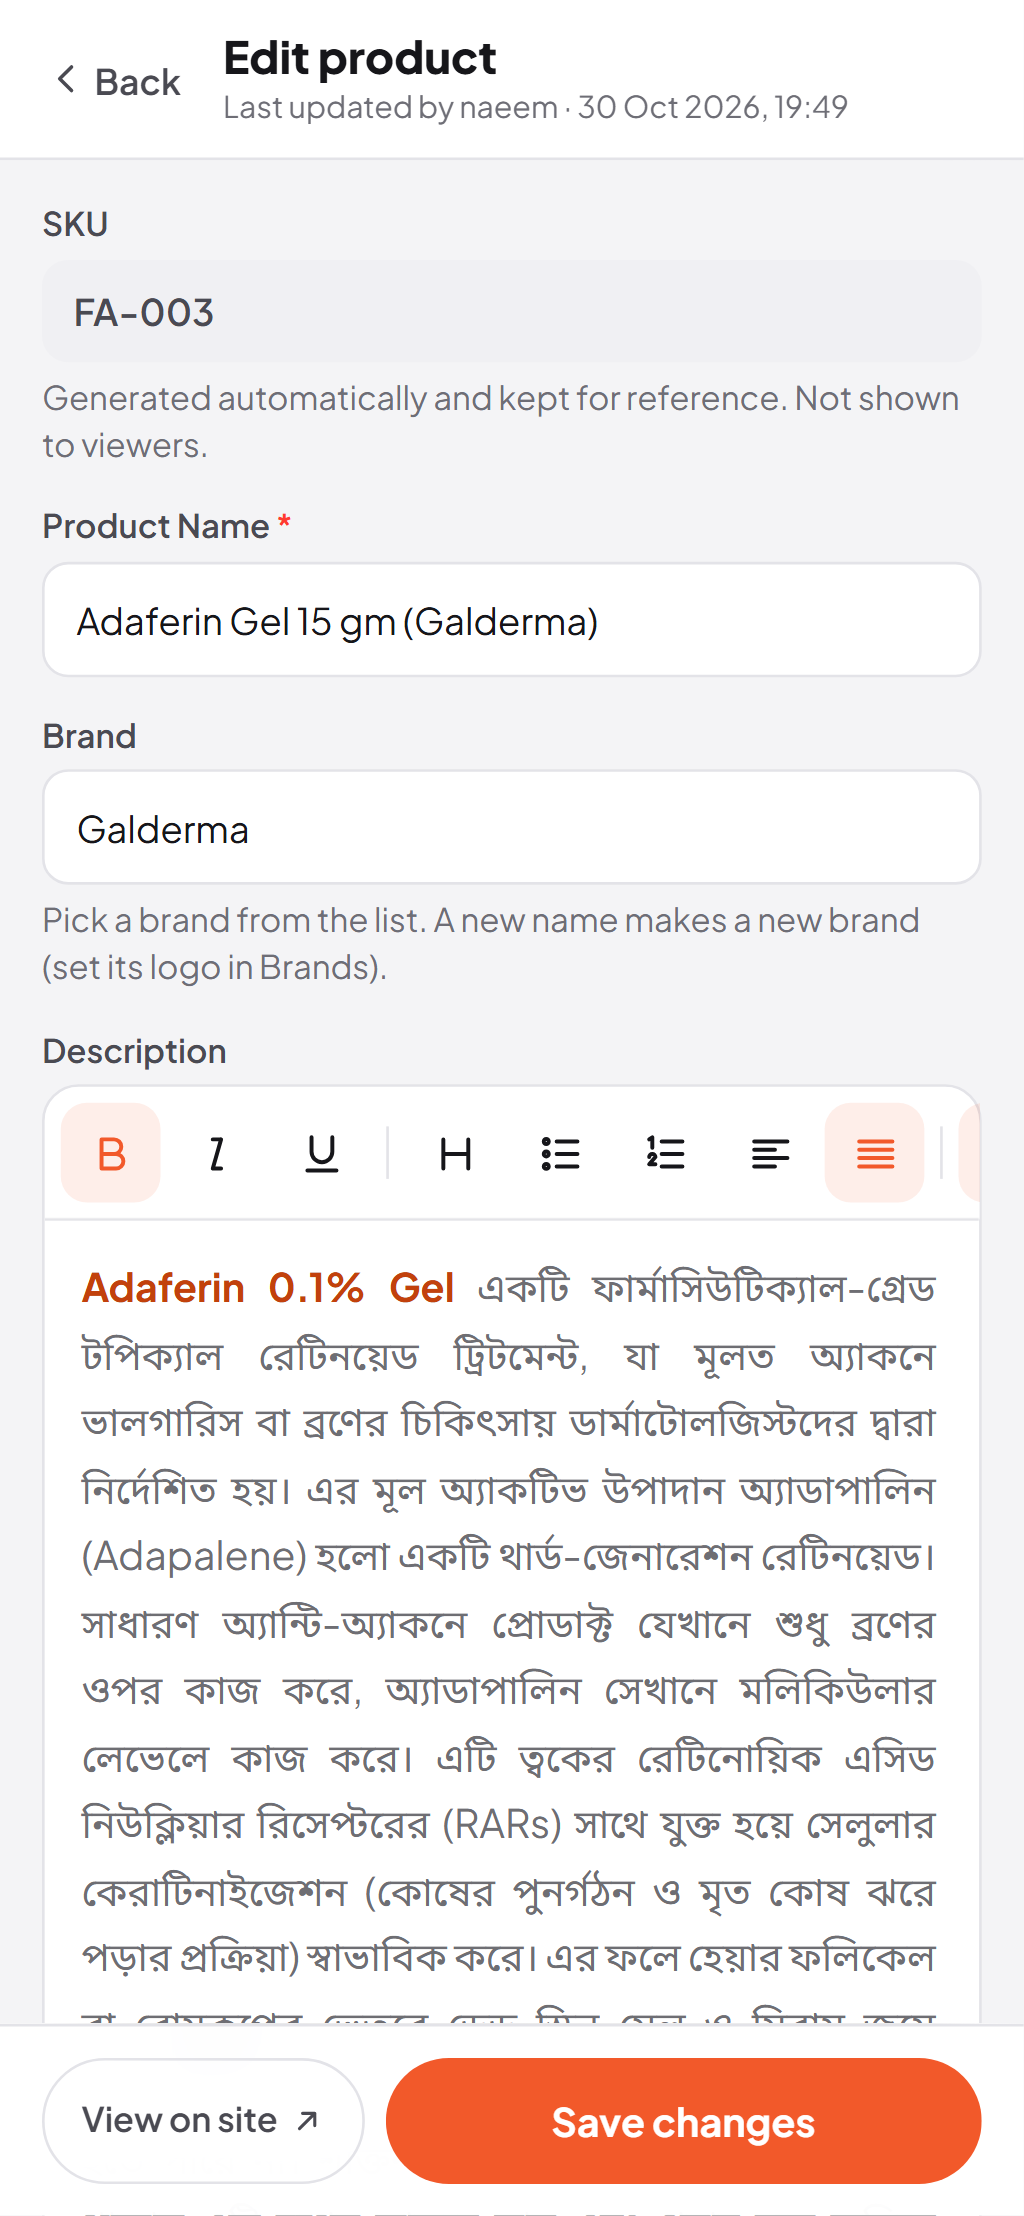 Back
Edit product
Last updated by naeem · 30 Oct 2026, 19:49
SKU
FA-003
Generated automatically and kept for reference. Not shown
to viewers.
Product Name *
Adaferin Gel 15 gm (Galderma)
Brand
Galderma
Pick a brand from the list. A new name makes a new brand
(set its logo in Brands).
Description
B I U H
Adaferin 0.1% Gel একটি ফার্মাসিউটিক্যাল-গ্রেড
টপিক্যাল রেটিনয়েড ট্রিটমেন্ট, যা মূলত অ্যাকনে
ভালগারিস বা ব্রণের চিকিৎসায় ডার্মাটোলজিস্টদের দ্বারা
নির্দেশিত হয়। এর মূল অ্যাকটিভ উপাদান অ্যাডাপালিন
(Adapalene) হলো একটি থার্ড-জেনারেশন রেটিনয়েড।
সাধারণ অ্যান্টি-অ্যাকনে প্রোডাক্ট যেখানে শুধু ব্রণের
ওপর কাজ করে, অ্যাডাপালিন সেখানে মলিকিউলার
লেভেলে কাজ করে। এটি ত্বকের রেটিনোয়িক এসিড
নিউক্লিয়ার রিসেপ্টরের (RARs) সাথে যুক্ত হয়ে সেলুলার
কেরাটিনাইজেশন (কোষের পুনর্গঠন ও মৃত কোষ ঝরে
পড়ার প্রক্রিয়া) স্বাভাবিক করে। এর ফলে হেয়ার ফলিকেল
View on site
Save changes